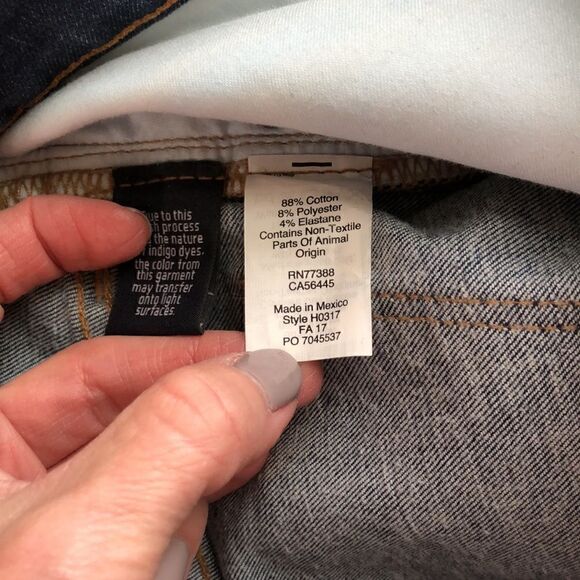 due to this
process
the nature
indigo dyes,
the color from
this garment
may transfer
onto light
surfaces.
88% Cotton
8% Polyester
4% Elastane
Contains Non-Textile
Parts Of Animal
Origin
RN77388
CA56445
Made in Mexico
Style H0317
FA 17
PO 7045537